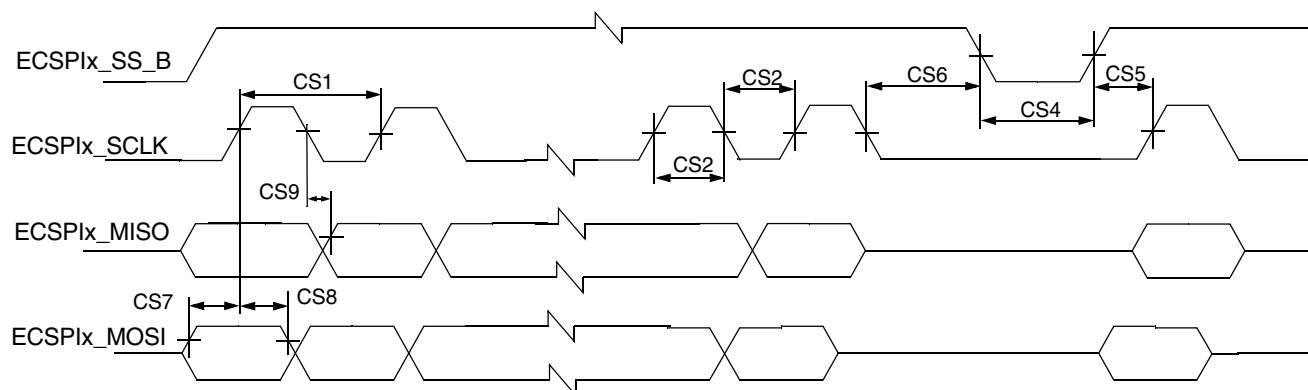 ECSPIx_SS_B
CS1
CS2
CS6
CS5
CS4
ECSPIx_SCLK
CS2
CS9
ECSPIx_MISO
CS7
CS8
ECSPIx_MOSI